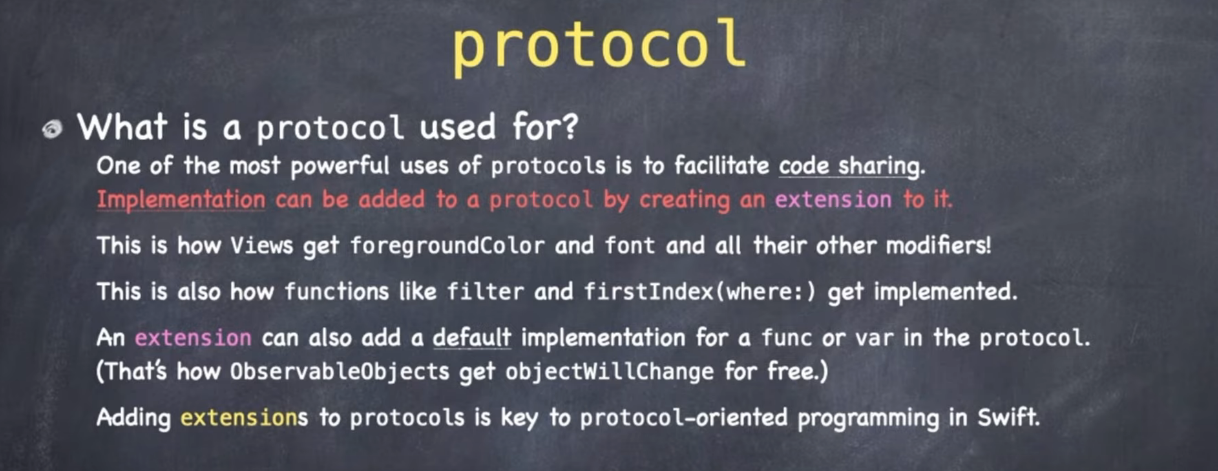 protocol
What is a protocol used for?
One of the most powerful uses of protocols is to facilitate code sharing.
Implementation can be added to a protocol by creating an extension to it.
This is how Views get foregroundColor and font and all their other modifiers!
This is also how functions like filter and firstIndex(where:) get implemented.
An extension can also add a default implementation for a func or var in the protocol.
(That's how ObservableObjects get objectWillChange for free.)
Adding extensions to protocols is key to protocol-oriented programming in Swift.